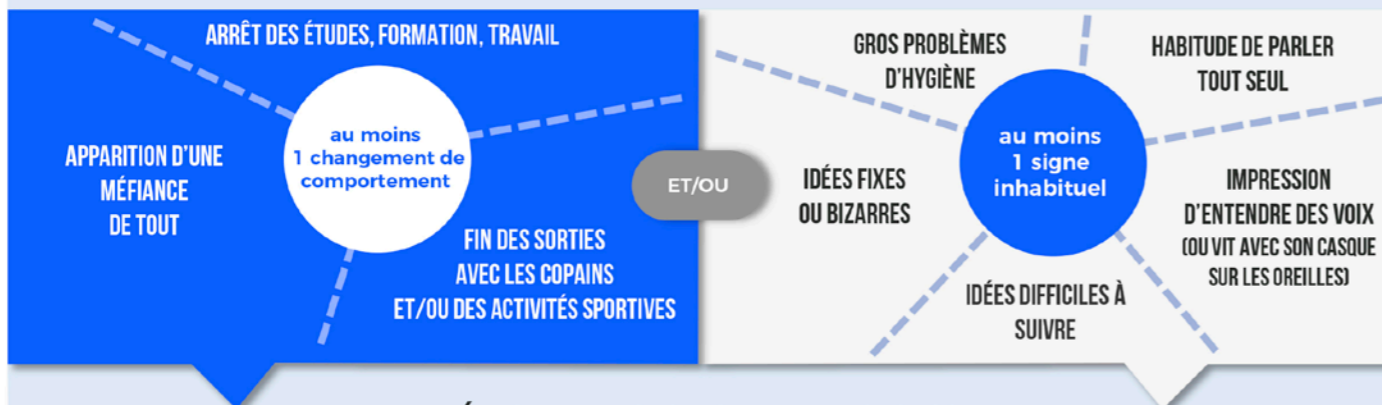 ARRÊT DES ÉTUDES, FORMATION, TRAVAIL
au moins
1 changement de
comportement
APPARITION D'UNE
MÉFIANCE
DE TOUT
FIN DES SORTIES
AVEC LES COPAINS
ET/OU DES ACTIVITÉS SPORTIVES
ET/OU
GROS PROBLÈMES
D'HYGIÈNE
HABITUDE DE PARLER
TOUT SEUL
au moins
1 signe
inhabituel
IDÉES FIXES
OU BIZARRES
IMPRESSION
D'ENTENDRE DES VOIX
(OU VIT AVEC SON CASQUE
SUR LES OREILLES)
IDÉES DIFFICILES À
SUIVRE